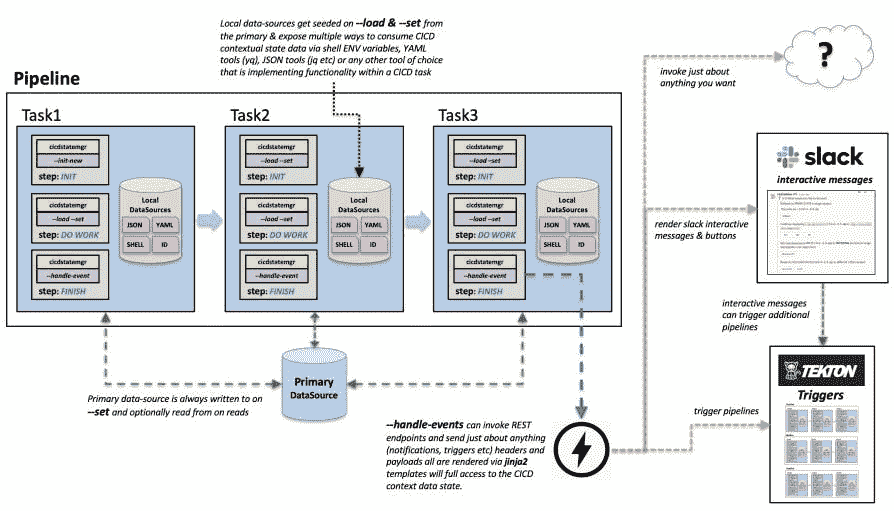 Local data-sources get seeded on --load & --set from
the primary & expose multiple ways to consume CICD
contextual state data via shell ENV variables, YAML
tools (yq), JSON tools (jq etc) or any other tool of choice
that is implementing functionality within a CICD task
?
invoke just about
anything you want
Pipeline
Task1
cicdstatemgr
--init-new
step: INIT
cicdstatemgr
--load --set
step: DO WORK
cicdstatemgr
--handle-event
step: FINISH
Local
DataSources
JSON YAML
SHELL ID
Task2
cicdstatemgr
--load --set
step: INIT
cicdstatemgr
--load --set
step: DO WORK
cicdstatemgr
--handle-event
step: FINISH
Local
DataSources
JSON YAML
SHELL ID
Task3
cicdstatemgr
--load --set
step: INIT
cicdstatemgr
--load --set
step: DO WORK
cicdstatemgr
--handle-event
step: FINISH
Local
DataSources
JSON YAML
SHELL ID
slack
interactive messages
render slack interactive
messages & buttons
interactive messages
can trigger additional
pipelines
Primary
DataSource
Primary data-source is always written to on
--set and optionally read from on reads
--handle-events can invoke REST
endpoints and send just about anything
(notifications, triggers etc) headers and
payloads all are rendered via jinja2
templates will full access to the CICD
context data state.
trigger pipelines
TEKTON
Triggers